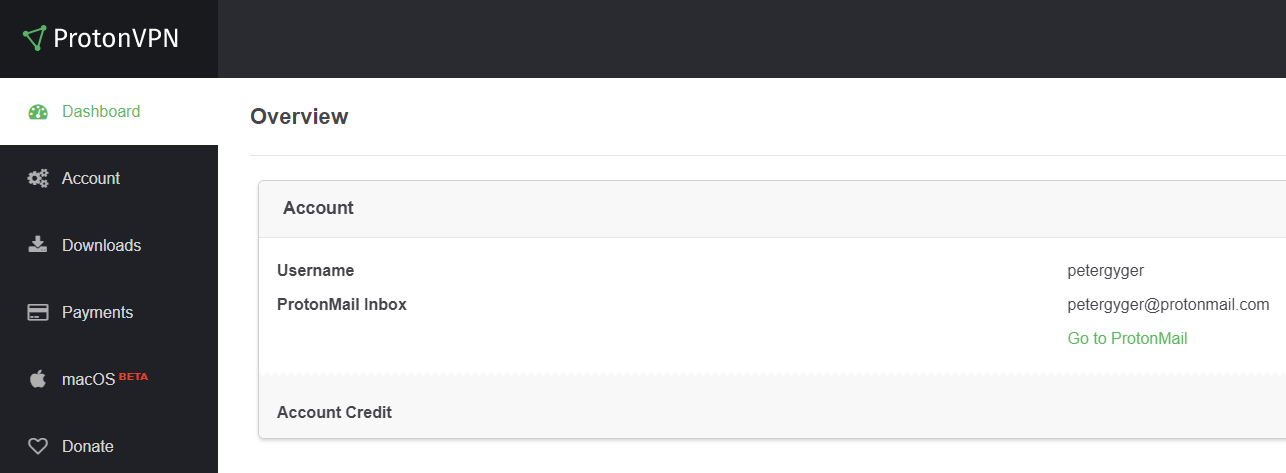 ProtonVPN
Dashboard
Account
Downloads
Payments
macOS BETA
Donate
Overview
Account
Username petergyger
ProtonMail Inbox petergyger@protonmail.com
Go to ProtonMail
Account Credit